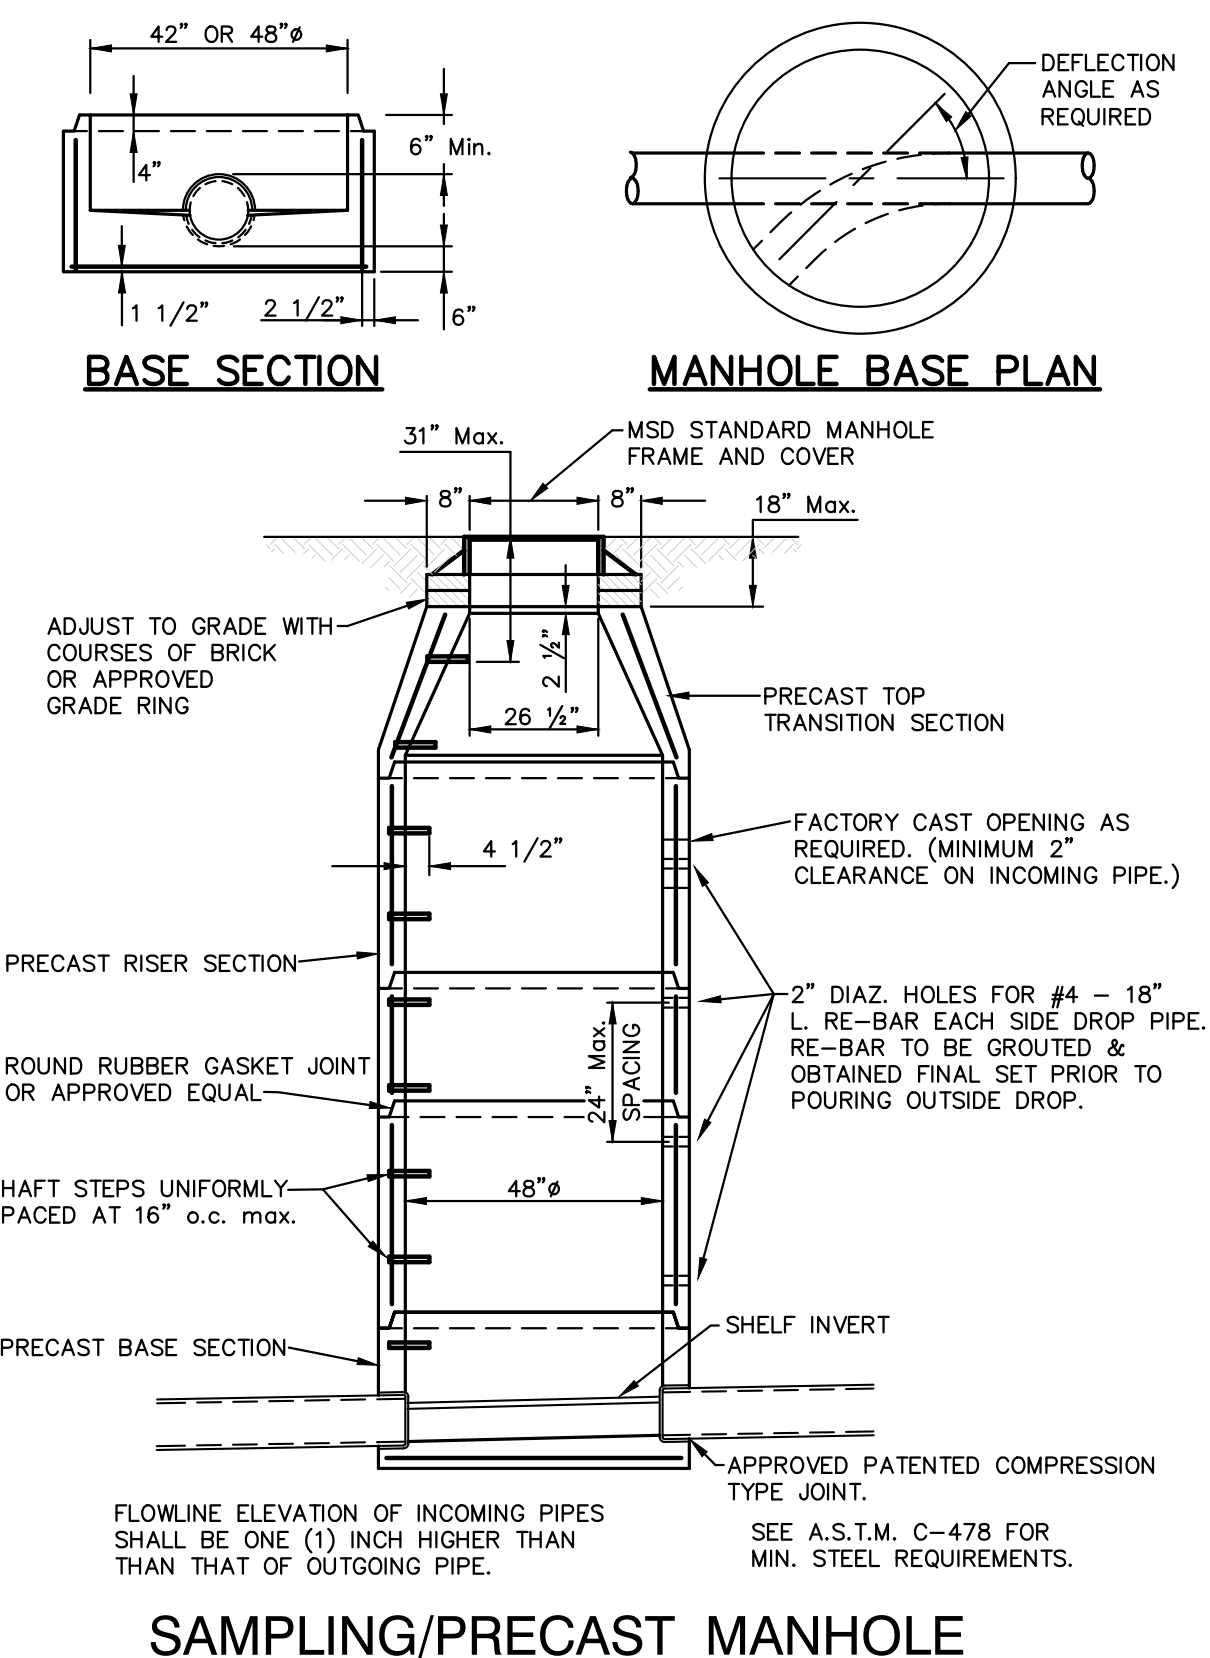 42” OR 48”ø
4”
6” Min.
1 1/2”
2 1/2”
6”
BASE SECTION
DEFLECTION
ANGLE AS
REQUIRED
MANHOLE BASE PLAN
31” Max.
MSD STANDARD MANHOLE
FRAME AND COVER
8”
8”
18” Max.
ADJUST TO GRADE WITH
COURSES OF BRICK
OR APPROVED
GRADE RING
2 ½”
26 ½”
PRECAST TOP
TRANSITION SECTION
FACTORY CAST OPENING AS
REQUIRED. (MINIMUM 2”
CLEARANCE ON INCOMING PIPE.)
4 1/2”
PRECAST RISER SECTION
2” DIAZ. HOLES FOR #4 – 18”
L. RE–BAR EACH SIDE DROP PIPE.
RE–BAR TO BE GROUTED &
OBTAINED FINAL SET PRIOR TO
POURING OUTSIDE DROP.
24” Max.
SPACING
ROUND RUBBER GASKET JOINT
OR APPROVED EQUAL
HAFT STEPS UNIFORMLY
PACED AT 16” o.c. max.
48”ø
SHELF INVERT
PRECAST BASE SECTION
APPROVED PATENTED COMPRESSION
TYPE JOINT.
FLOWLINE ELEVATION OF INCOMING PIPES
SHALL BE ONE (1) INCH HIGHER THAN
THAN THAT OF OUTGOING PIPE.
SEE A.S.T.M. C–478 FOR
MIN. STEEL REQUIREMENTS.
SAMPLING/PRECAST MANHOLE